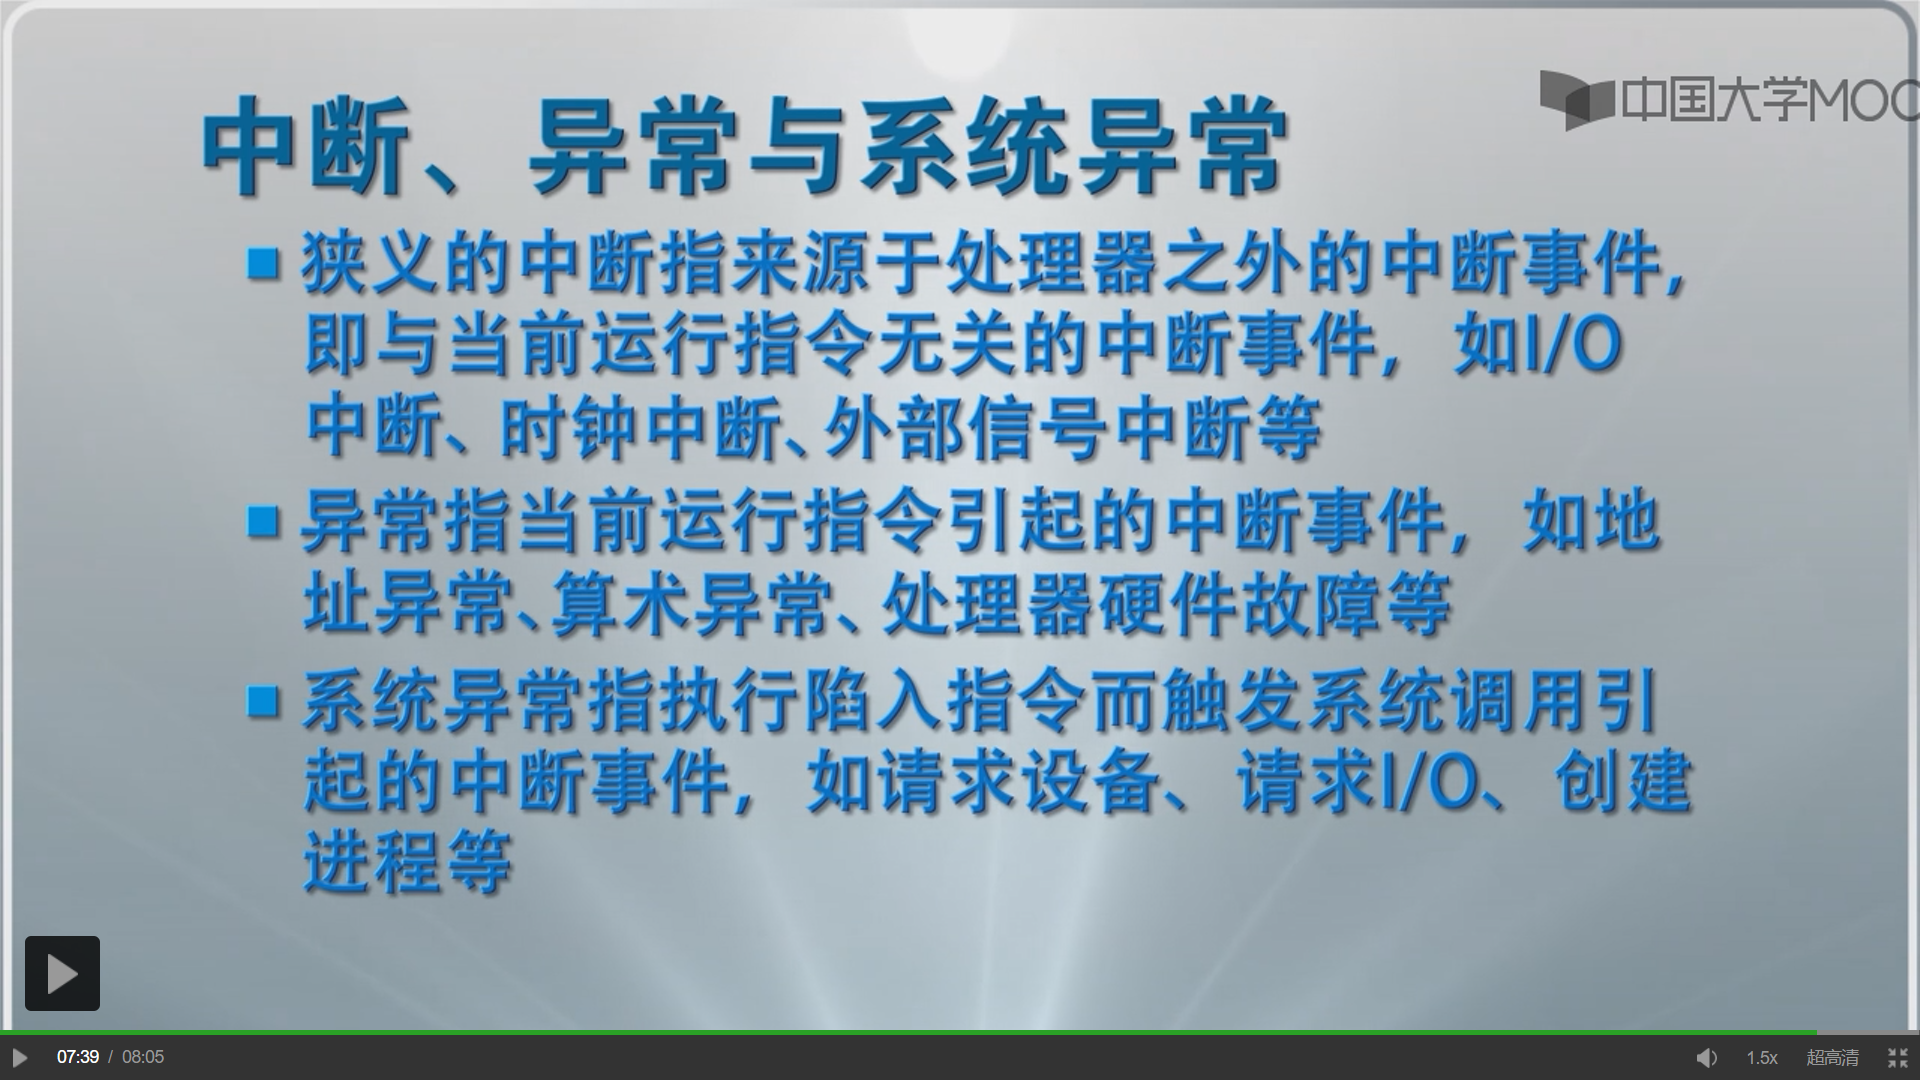 中国大学MOO
中断、异常与系统异常
狭义的中断指来源于处理器之外的中断事件,
即与当前运行指令无关的中断事件, 如I/O
中断、时钟中断、外部信号中断等
异常指当前运行指令引起的中断事件, 如地
址异常、算术异常、处理器硬件故障等
系统异常指执行陷入指令而触发系统调用引
起的中断事件, 如请求设备、请求I/O、创建
进程等
07:39 / 08:05
1.5x
超高清